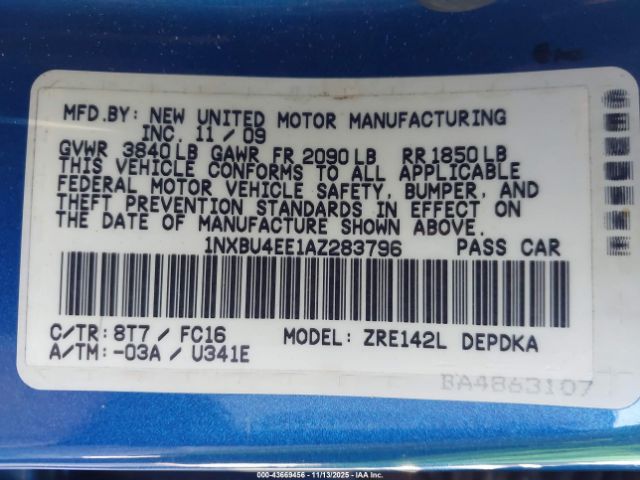 MFD.BY: NEW UNITED MOTOR MANUFACTURING
INC. 11 / 09
GVWR 3840 LB GAWR FR 2090 LB RR 1850 LB
THIS VEHICLE CONFORMS TO ALL APPLICABLE
FEDERAL MOTOR VEHICLE SAFETY, BUMPER, AND
THEFT PREVENTION STANDARDS IN EFFECT ON
THE DATE OF MANUFACTURE SHOWN ABOVE.
1NXBU4EE1AZ283796 PASS CAR
C/TR: 8T7 / FC16 MODEL: ZRE142L DEPDKA
A/TM: -03A / U341E
BA4863107
©00-43669456 - 11/13/2025 - IAA Inc.